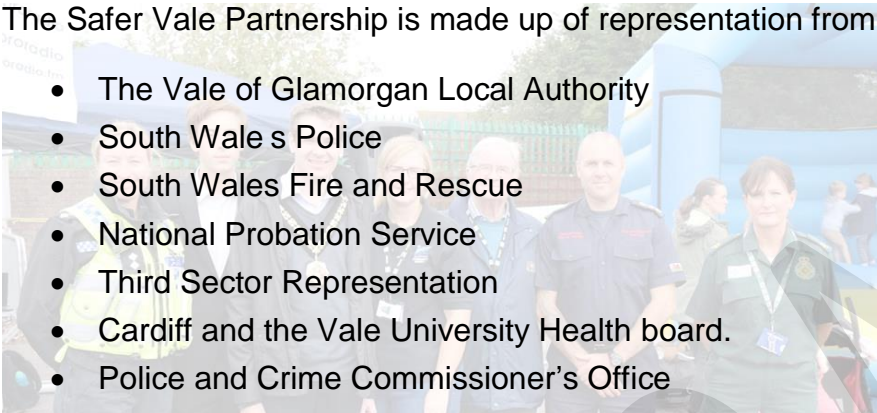 The Safer Vale Partnership is made up of representation from
• The Vale of Glamorgan Local Authority
• South Wale s Police
• South Wales Fire and Rescue
• National Probation Service
• Third Sector Representation
• Cardiff and the Vale University Health board.
• Police and Crime Commissioner's Office